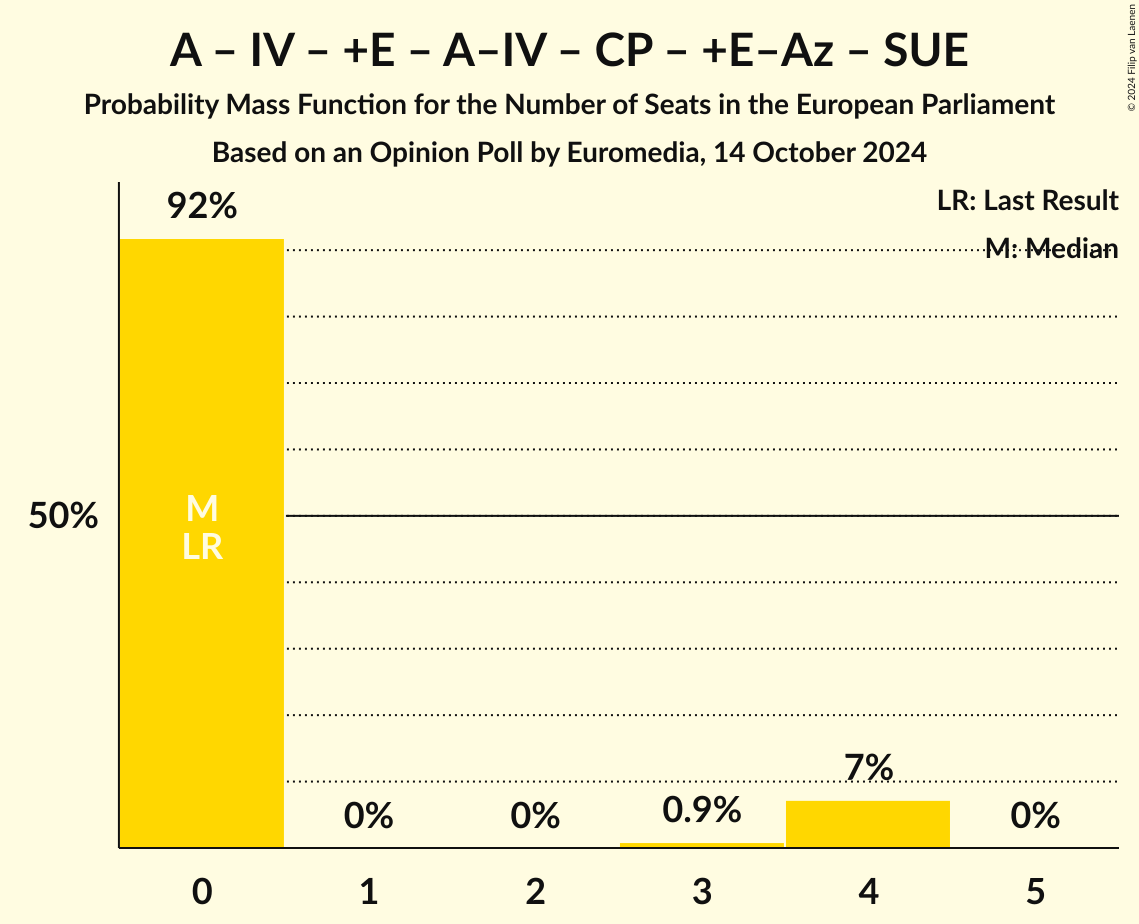 A – IV – +E – A–IV – CP – +E–Az – SUE
Probability Mass Function for the Number of Seats in the European Parliament
Based on an Opinion Poll by Euromedia, 14 October 2024
© 2024 Filip van Laenen
LR: Last Result
M: Median
92%
50%
M
LR
0%
0%
0.9%
7%
0%
0
1
2
3
4
5